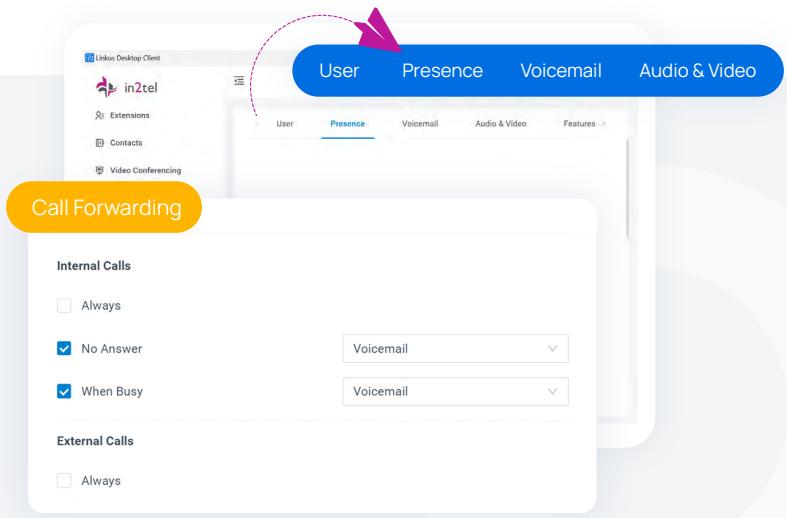 Linkus Desktop Client
User Presence Voicemail Audio & Video
in2tel
Extensions
User Presence Voicemail Audio & Video Features >
Contacts
Video Conferencing
Call Forwarding
Internal Calls
Always
No Answer Voicemail
When Busy Voicemail
External Calls
Always